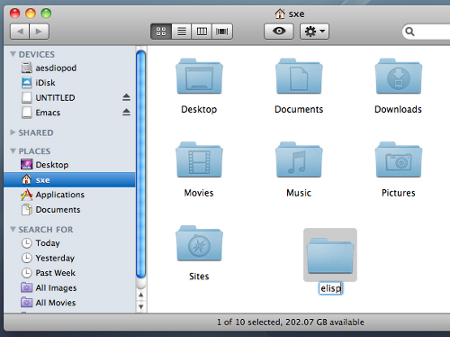 sxe
DEVICES
aesdiopod
iDisk
UNTITLED
Emacs
SHARED
PLACES
Desktop
sxe
Applications
Documents
SEARCH FOR
Today
Yesterday
Past Week
All Images
All Movies
Desktop
Documents
Downloads
Movies
Music
Pictures
Sites
elisp
1 of 10 selected, 202.07 GB available